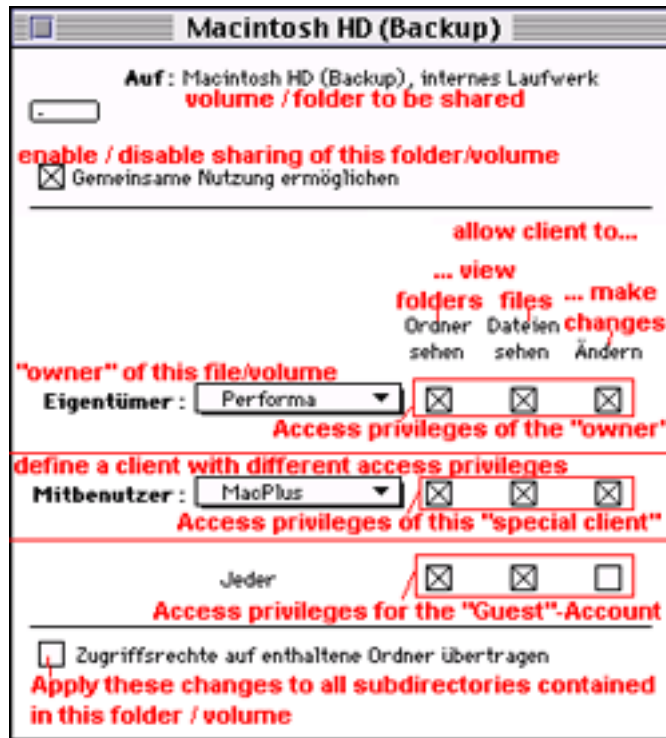 Macintosh HD (Backup)
Auf: Macintosh HD (Backup), internes Laufwerk
volume / folder to be shared
enable / disable sharing of this folder/volume
Gemeinsame Nutzung ermöglichen
allow client to...
... view
folders files ... make
Ordner Dateien changes
sehen sehen Ändern
"owner" of this file/volume
Eigentümer: Performa
Access privileges of the "owner"
define a client with different access privileges
Mitbenutzer: MacPlus
Access privileges of this "special client"
Jeder
Access privileges for the "Guest"-Account
Zugriffsrechte auf enthaltene Ordner übertragen
Apply these changes to all subdirectories contained
in this folder / volume